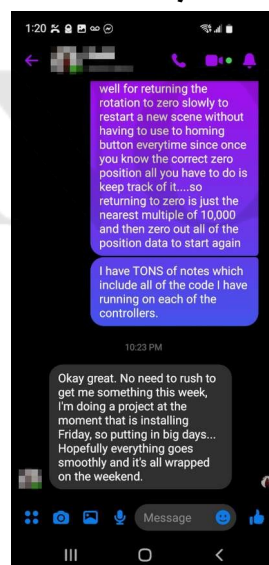 1:20
well for returning the
rotation to zero slowly to
restart a new scene without
having to use to homing
button everytime since once
you know the correct zero
position all you have to do is
keep track of it....so
returning to zero is just the
nearest multiple of 10,000
and then zero out all of the
position data to start again
I have TONS of notes which
include all of the code I have
running on each of the
controllers.
10:23 PM
Okay great. No need to rush to
get me something this week,
I'm doing a project at the
moment that is installing
Friday, so putting in big days...
Hopefully everything goes
smoothly and it's all wrapped
on the weekend.
Message